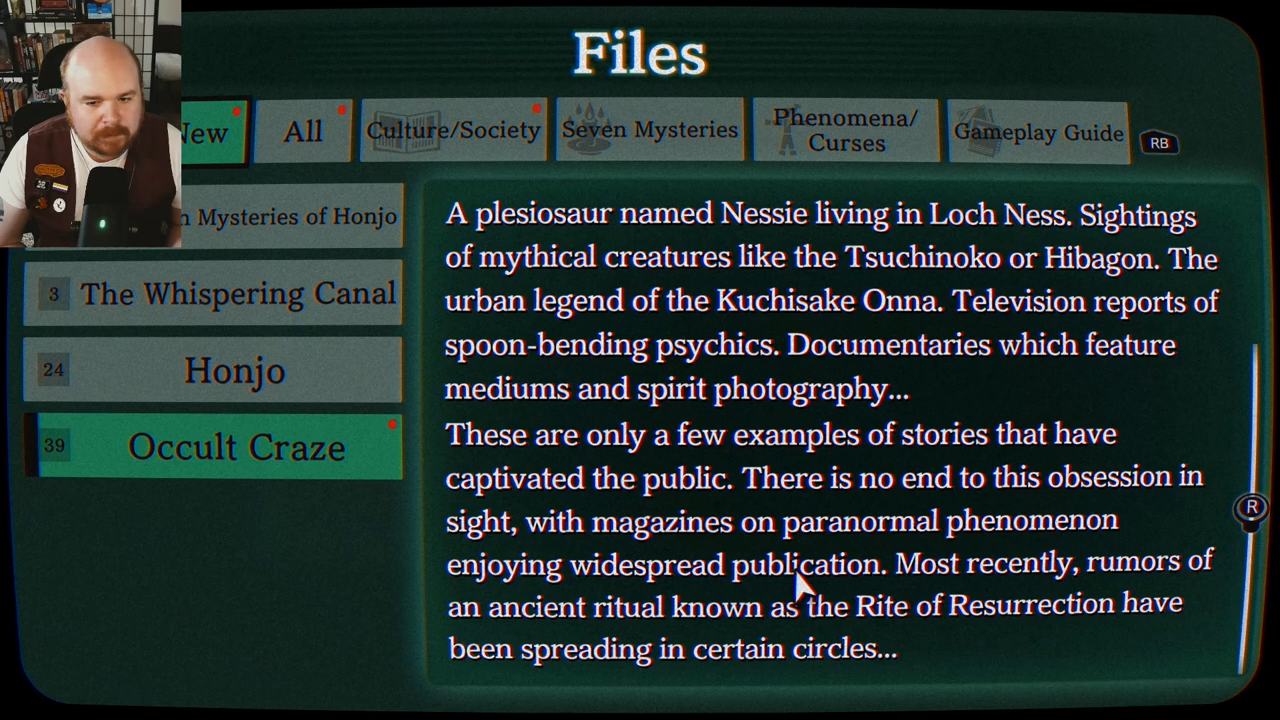 Files
New
All
Culture/Society
Seven Mysteries
Phenomena/
Curses
Gameplay Guide
RB
Mysteries of Honjo
3 The Whispering Canal
24 Honjo
39 Occult Craze
A plesiosaur named Nessie living in Loch Ness. Sightings
of mythical creatures like the Tsuchinoko or Hibagon. The
urban legend of the Kuchisake Onna. Television reports of
spoon-bending psychics. Documentaries which feature
mediums and spirit photography...
These are only a few examples of stories that have
captivated the public. There is no end to this obsession in
sight, with magazines on paranormal phenomenon
enjoying widespread publication. Most recently, rumors of
an ancient ritual known as the Rite of Resurrection have
been spreading in certain circles...
R